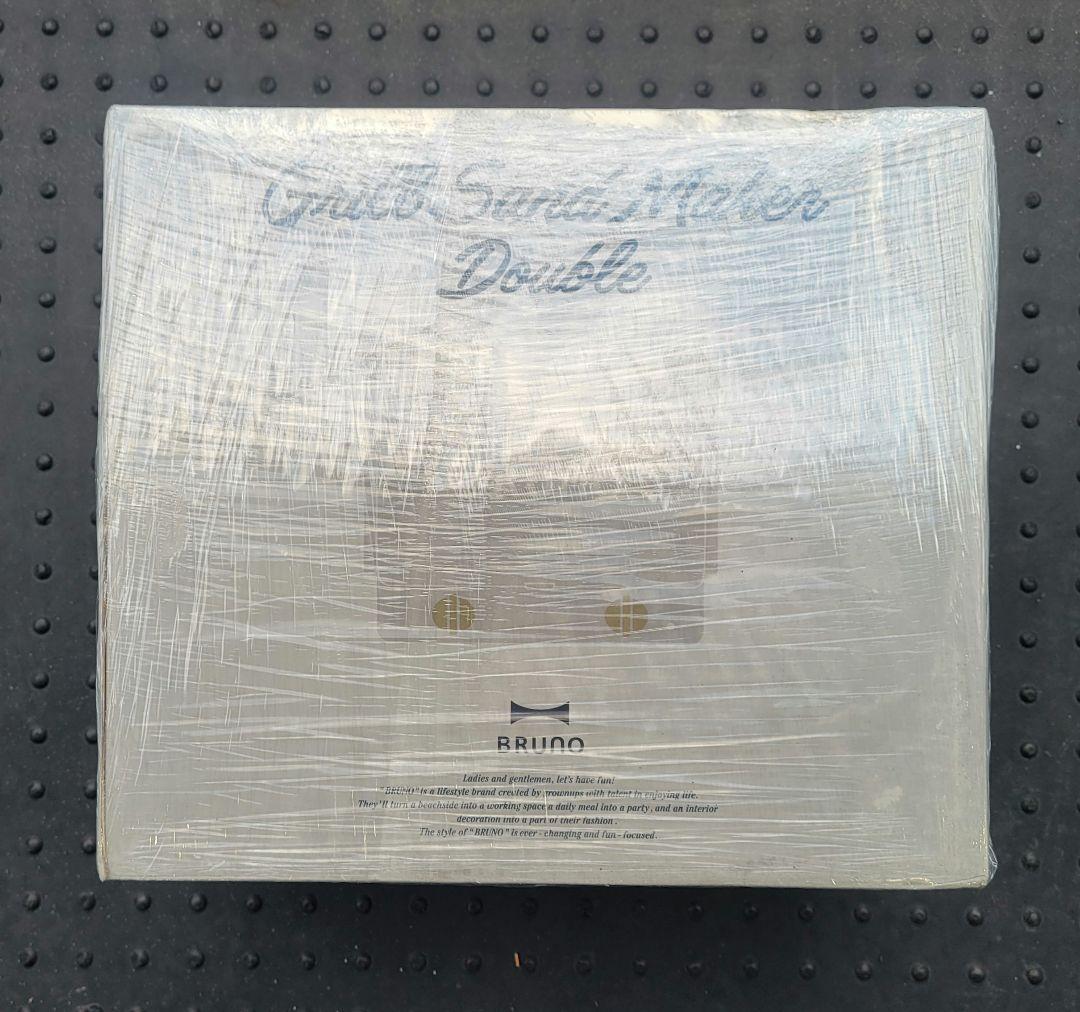 Grill Sand Maker
Double
BRUNO
Ladies and gentlemen, let's have fun!
"BRUNO" is a lifestyle brand created by grownups with talent in enjoying life.
They'll turn a beachside into a working space a daily meal into a party, and an interior
decoration into a part of their fashion.
The style of "BRUNO" is ever-changing and fun-focused.